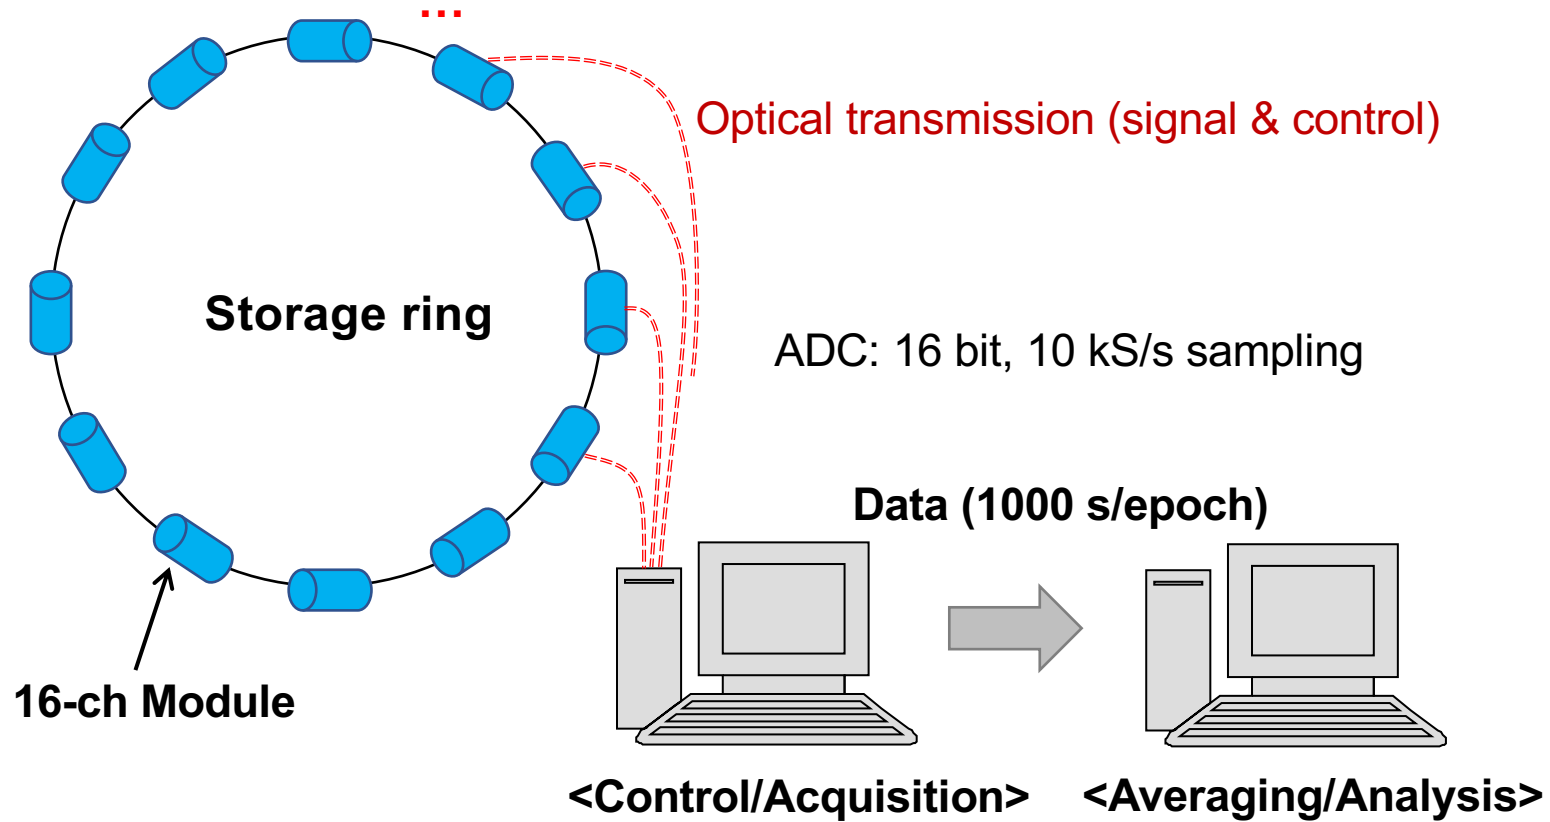 ...
Optical transmission (signal & control)
Storage ring
ADC: 16 bit, 10 kS/s sampling
Data (1000 s/epoch)
16-ch Module
<Control/Acquisition>
<Averaging/Analysis>